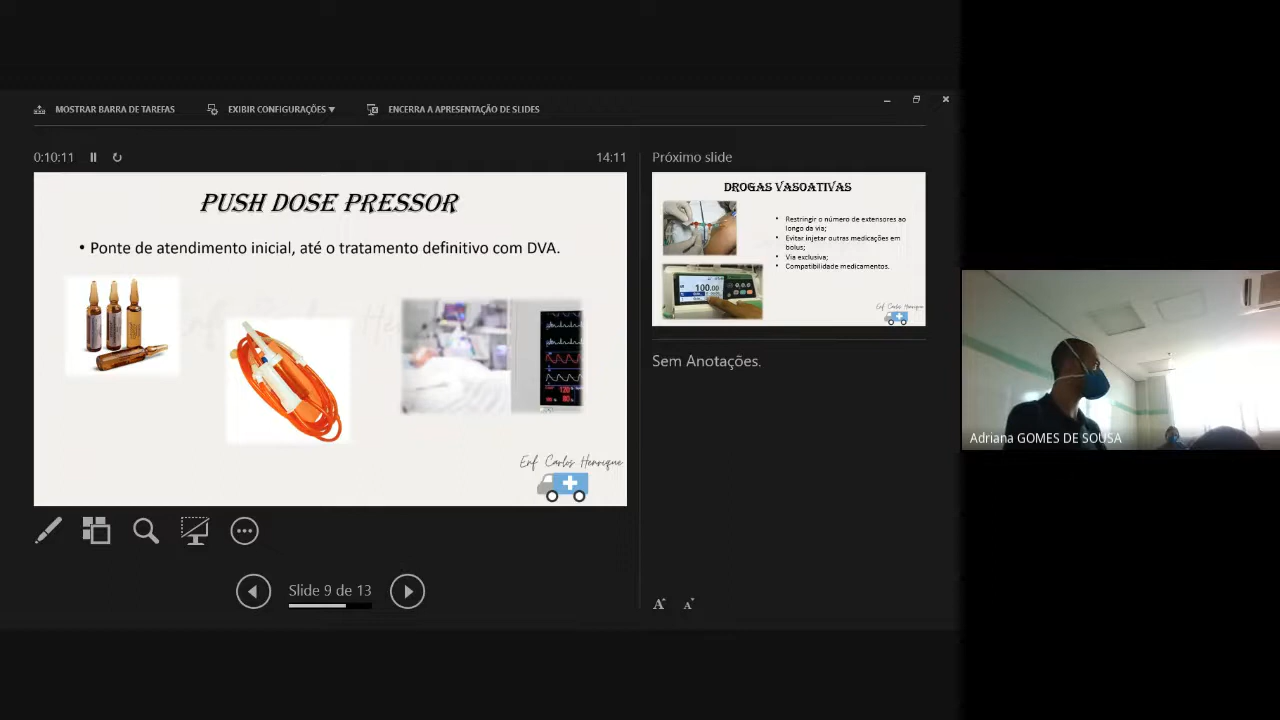 MOSTRAR BARRA DE TAREFAS
EXIBIR CONFIGURAÇÕES ▼
ENCERRA A APRESENTAÇÃO DE SLIDES
0:10:11
14:11
PUSH DOSE PRESSOR
• Ponte de atendimento inicial, até o tratamento definitivo com DVA.
Enf Carlos Henrique
Slide 9 de 13
Próximo slide
DROGAS VASOATIVAS
• Restringir o número de extensores ao
longo da via;
• Evitar injetar outras medicações em
bolus;
• Via exclusiva;
• Compatibilidade medicamentos.
100.00
Enf Carlos Henrique
Sem Anotações.
A A
Adriana GOMES DE SOUSA